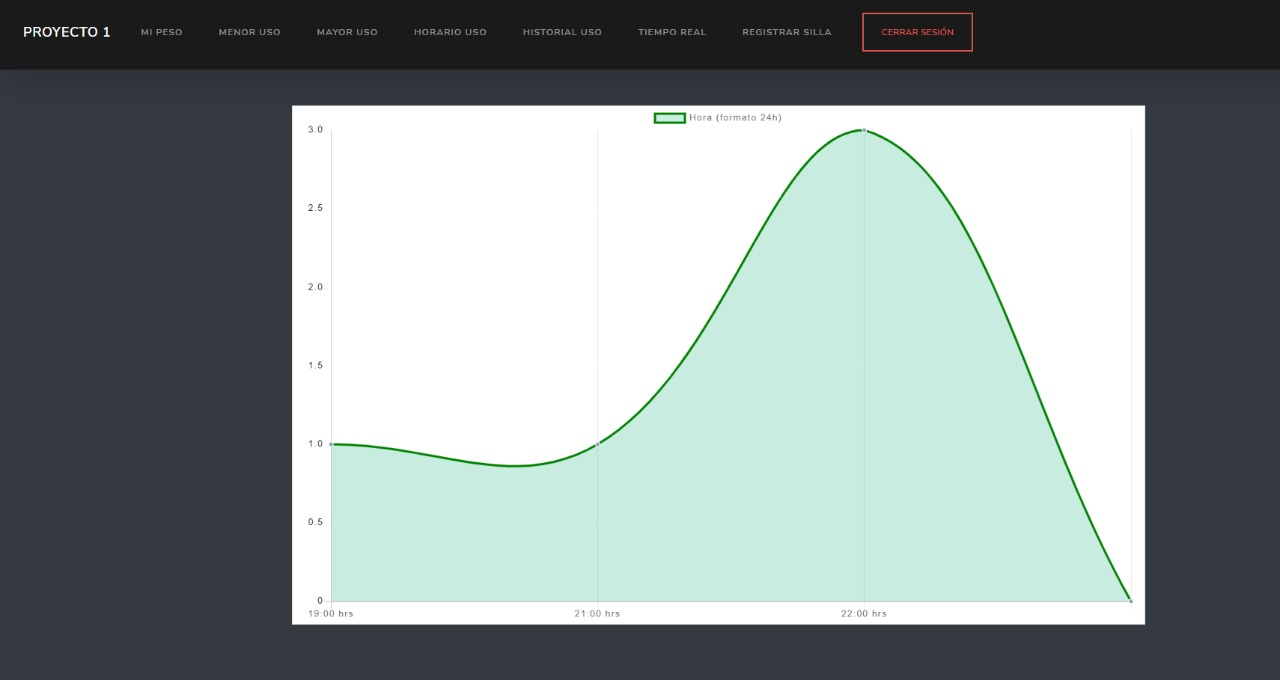 PROYECTO 1 MI PESO MENOR USO MAYOR USO HORARIO USO HISTORIAL USO TIEMPO REAL REGISTRAR SILLA CERRAR SESIÓN
Hora (formato 24h)
3.0
2.5
2.0
1.5
1.0
0.5
0
19:00 hrs 21:00 hrs 22:00 hrs